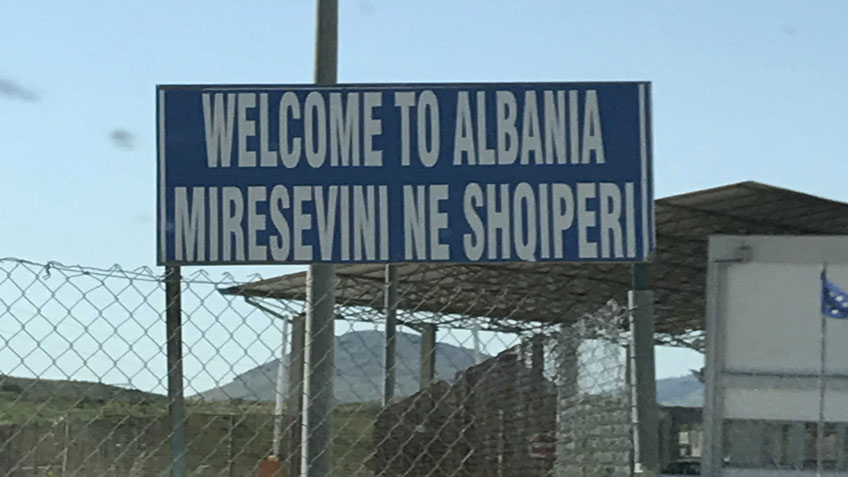 WELCOME TO ALBANIA
MIRESEVINI NE SHQIPERI